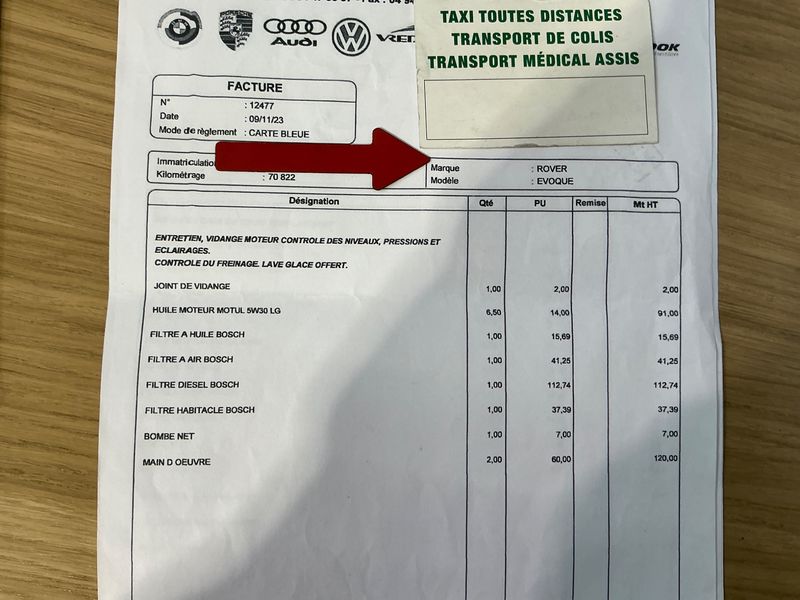 TAXI TOUTES DISTANCES
TRANSPORT DE COLIS
TRANSPORT MÉDICAL ASSIS
Audi
FACTURE
N° : 12477
Date : 09/11/23
Mode de règlement : CARTE BLEUE
Immatriculation
Kilométrage : 70 822
Marque : ROVER
Modèle : EVOQUE
Désignation Qté PU Remise Mt HT
ENTRETIEN, VIDANGE MOTEUR CONTROLE DES NIVEAUX, PRESSIONS ET
ECLAIRAGES.
CONTROLE DU FREINAGE. LAVE GLACE OFFERT.
JOINT DE VIDANGE 1,00 2,00 2,00
HUILE MOTEUR MOTUL 5W30 LG 6,50 14,00 91,00
FILTRE A HUILE BOSCH 1,00 15,69 15,69
FILTRE A AIR BOSCH 1,00 41,25 41,25
FILTRE DIESEL BOSCH 1,00 112,74 112,74
FILTRE HABITACLE BOSCH 1,00 37,39 37,39
BOMBE NET 1,00 7,00 7,00
MAIN D OEUVRE 2,00 60,00 120,00